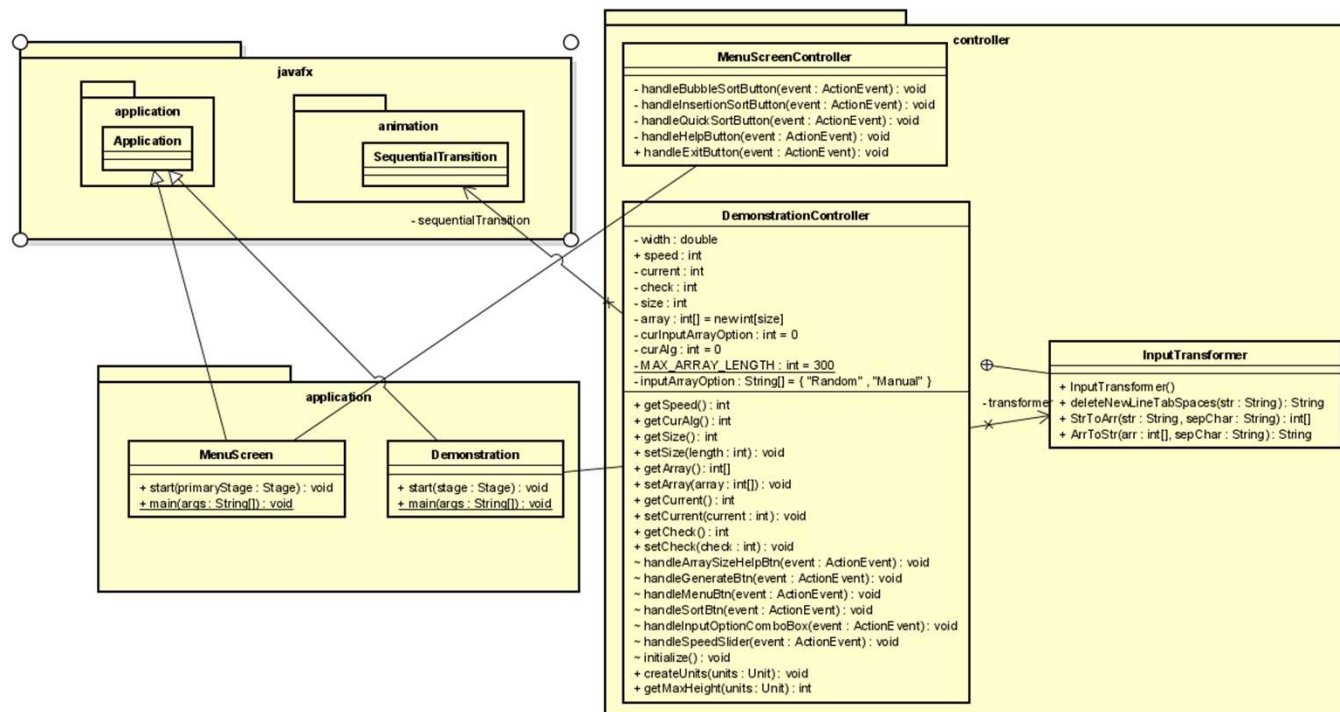 javafx
application
Application
animation
SequentialTransition
- sequentialTransition
application
MenuScreen
+ start(primaryStage : Stage) : void
+ main(args : String[]) : void
Demonstration
+ start(stage : Stage) : void
+ main(args : String[]) : void
controller
MenuScreenController
- handleBubbleSortButton(event : ActionEvent) : void
- handleInsertionSortButton(event : ActionEvent) : void
- handleQuickSortButton(event : ActionEvent) : void
- handleHelpButton(event : ActionEvent) : void
+ handleExitButton(event : ActionEvent) : void
DemonstrationController
- width : double
+ speed : int
- current : int
- check : int
- size : int
- array : int[] = newint[size]
- curInputArrayOption : int = 0
- curAlg : int = 0
- MAX_ARRAY_LENGTH : int = 300
- inputArrayOption : String[] = { "Random" , "Manual" }
+ getSpeed() : int
+ getCurAlg() : int
+ getSize() : int
+ setSize(length : int) : void
+ getArray() : int[]
+ setArray(array : int[]) : void
+ getCurrent() : int
+ setCurrent(current : int) : void
+ getCheck() : int
+ setCheck(check : int) : void
~ handleArraySizeHelpBtn(event : ActionEvent) : void
~ handleGenerateBtn(event : ActionEvent) : void
~ handleMenuBtn(event : ActionEvent) : void
~ handleSortBtn(event : ActionEvent) : void
~ handleInputOptionComboBox(event : ActionEvent) : void
~ handleSpeedSlider(event : ActionEvent) : void
~ initialize() : void
+ createUnits(units : Unit) : void
+ getMaxHeight(units : Unit) : int
- transformer
InputTransformer
+ InputTransformer()
+ deleteNewLineTabSpaces(str : String) : String
+ StrToArr(str : String, sepChar : String) : int[]
+ ArrToStr(arr : int[], sepChar : String) : String